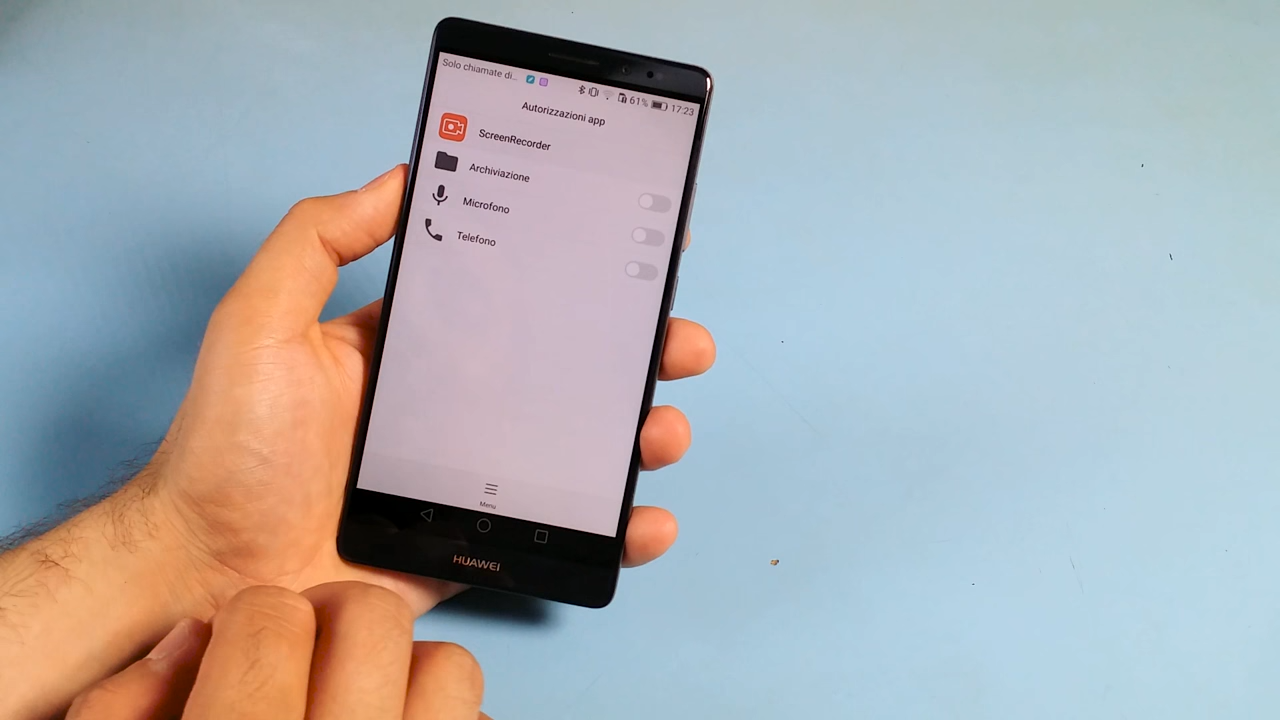 Solo chiamate di...
61% 17:23
Autorizzazioni app
ScreenRecorder
Archiviazione
Microfono
Telefono
Menu
HUAWEI